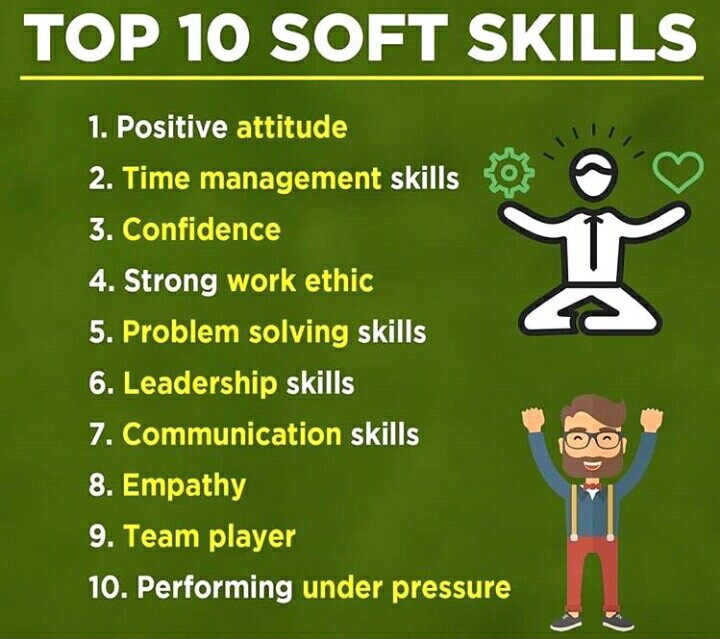 TOP 10 SOFT SKILLS
1. Positive attitude
2. Time management skills
3. Confidence
4. Strong work ethic
5. Problem solving skills
6. Leadership skills
7. Communication skills
8. Empathy
9. Team player
10. Performing under pressure